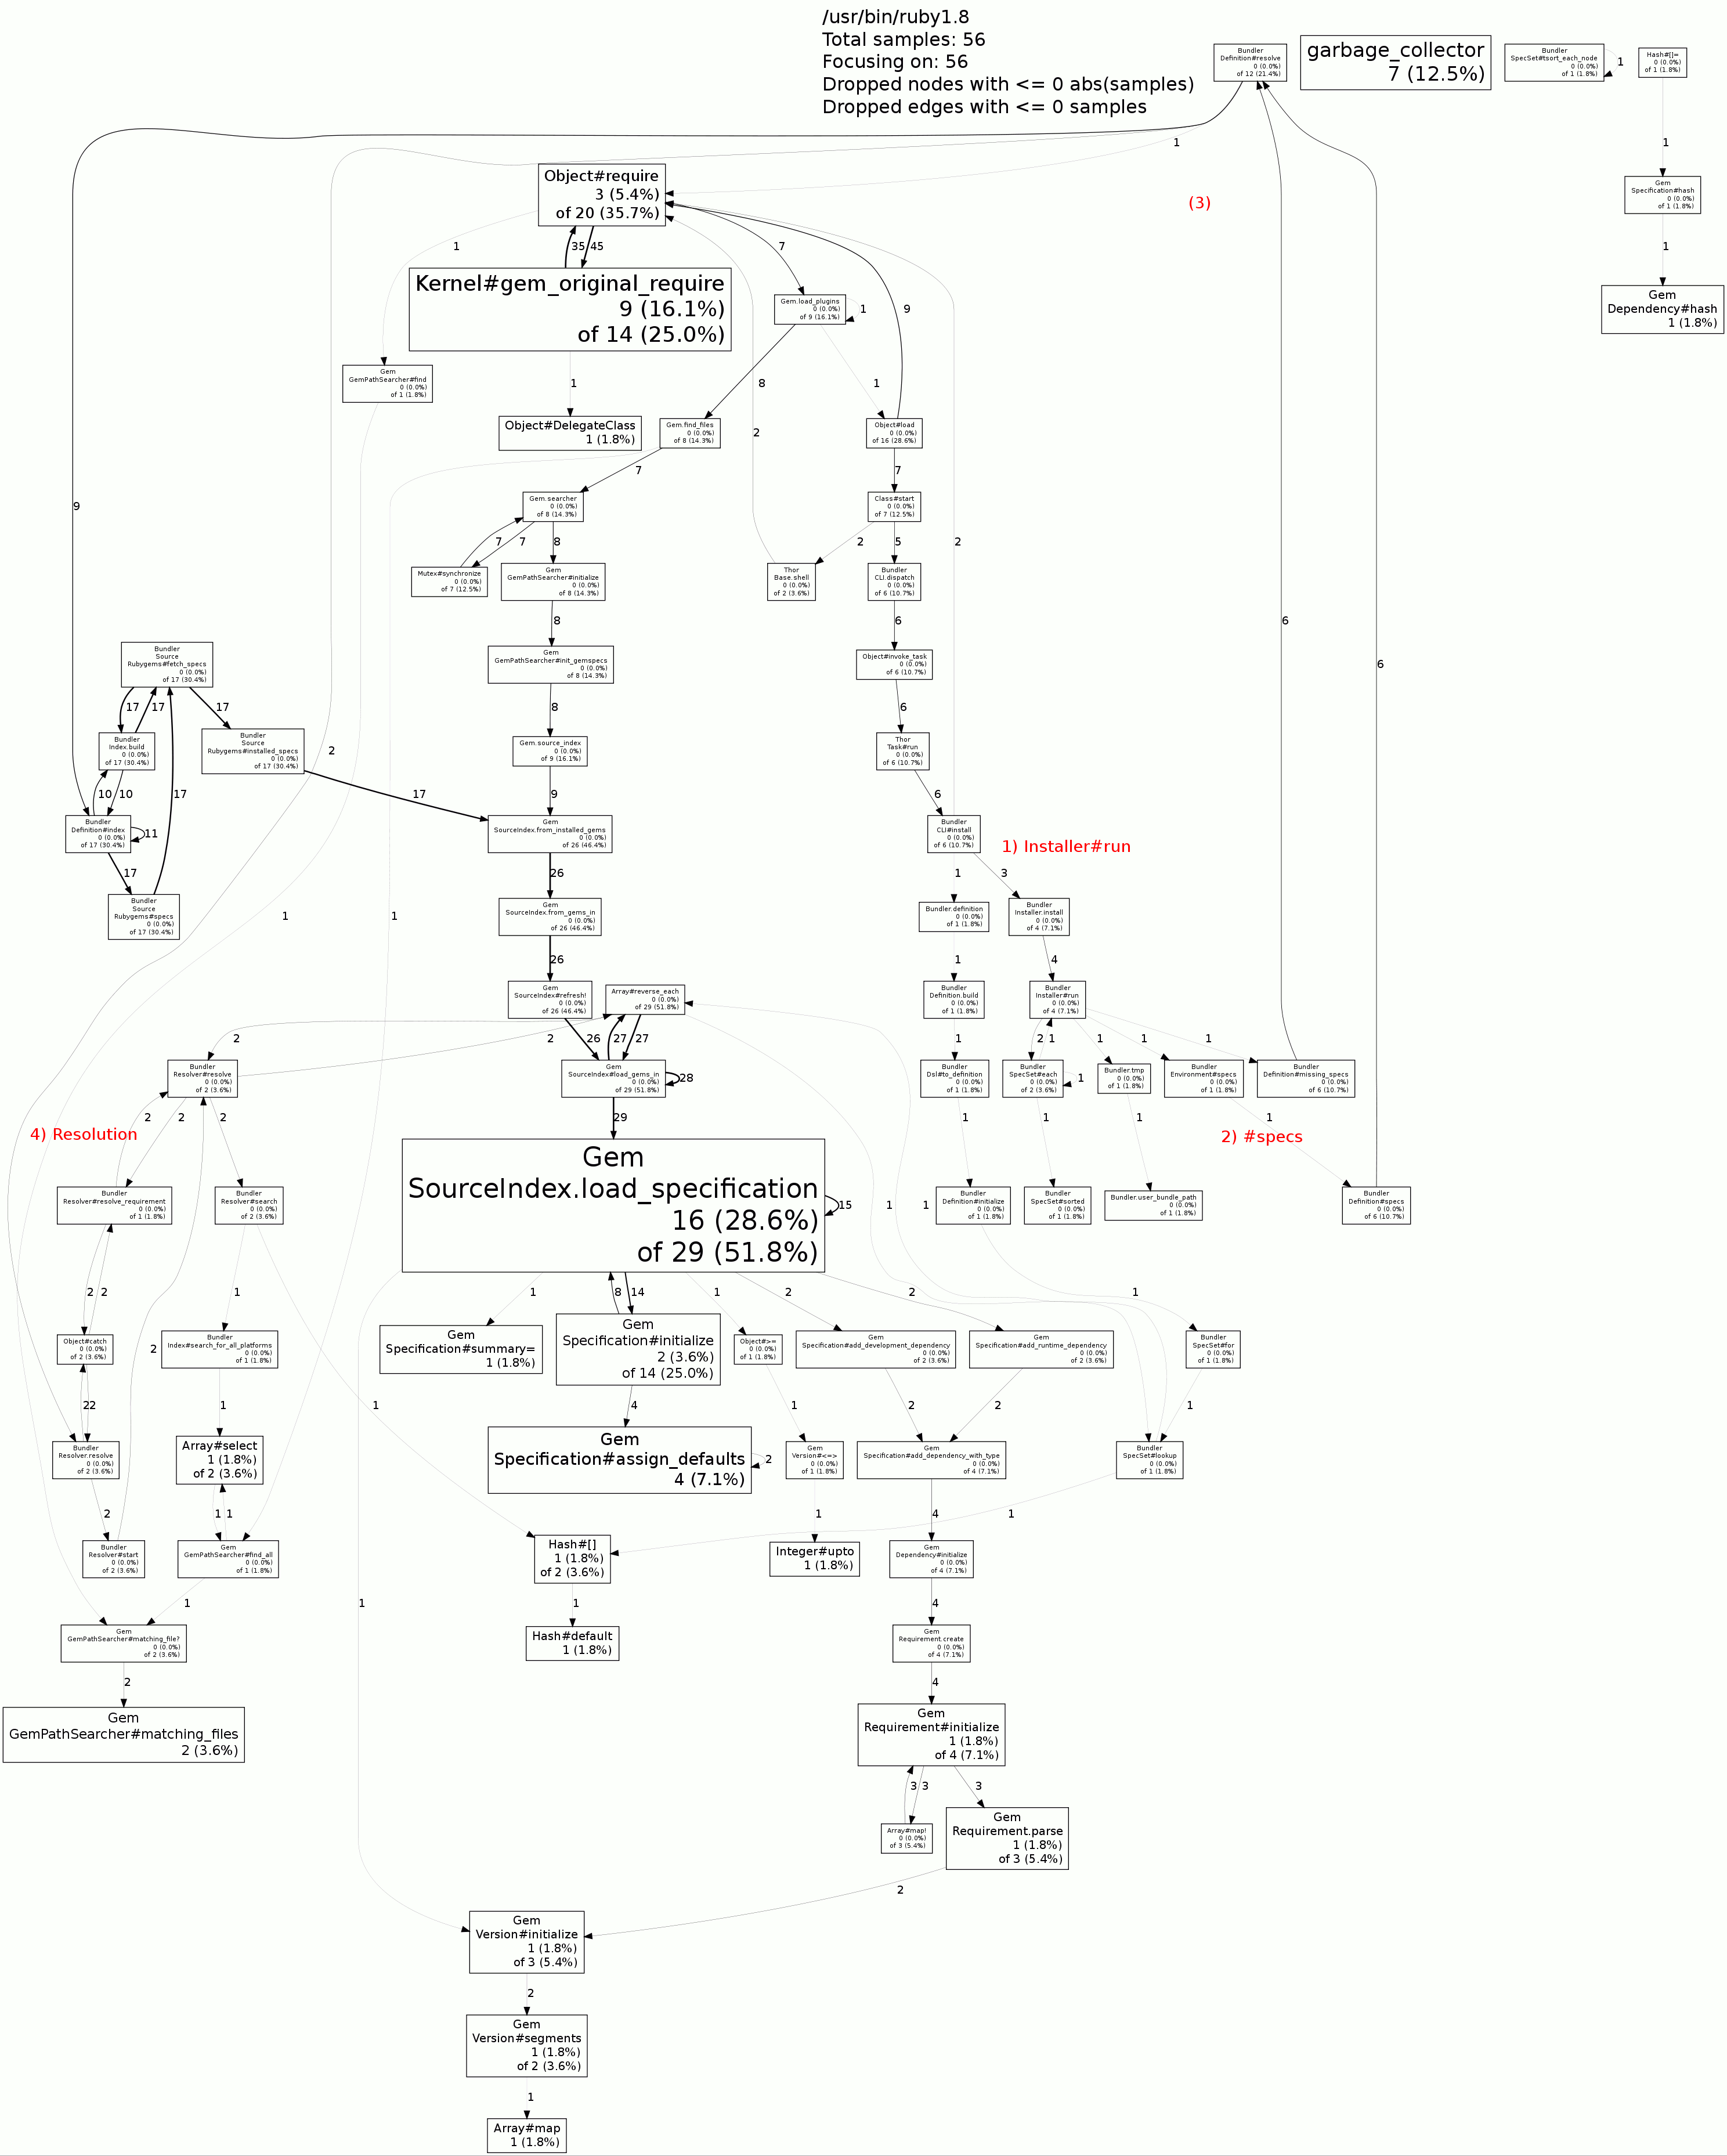 /usr/bin/ruby1.8
Total samples: 56
Focusing on: 56
Dropped nodes with <= 0 abs(samples)
Dropped edges with <= 0 samples
Bundler
Definition#resolve
0 (0.0%)
of 12 (21.4%)
garbage_collector
7 (12.5%)
Bundler
SpecSet#tsort_each_node
0 (0.0%)
of 1 (1.8%)
1
Hash#[]=
0 (0.0%)
of 1 (1.8%)
1
1
Gem
Specification#hash
0 (0.0%)
of 1 (1.8%)
1
Gem
Dependency#hash
1 (1.8%)
(3)
Object#require
3 (5.4%)
of 20 (35.7%)
1
35
45
7
9
Kernel#gem_original_require
9 (16.1%)
of 14 (25.0%)
Gem.load_plugins
0 (0.0%)
of 9 (16.1%)
1
Gem
GemPathSearcher#find
0 (0.0%)
of 1 (1.8%)
1
8
1
Object#DelegateClass
1 (1.8%)
Gem.find_files
0 (0.0%)
of 8 (14.3%)
2
Object#load
0 (0.0%)
of 16 (28.6%)
7
7
9
Gem.searcher
0 (0.0%)
of 8 (14.3%)
Class#start
0 (0.0%)
of 7 (12.5%)
7
7
8
2
5
2
Mutex#synchronize
0 (0.0%)
of 7 (12.5%)
Gem
GemPathSearcher#initialize
0 (0.0%)
of 8 (14.3%)
Thor
Base.shell
0 (0.0%)
of 2 (3.6%)
Bundler
CLI.dispatch
0 (0.0%)
of 6 (10.7%)
8
6
6
6
Bundler
Source
Rubygems#fetch_specs
0 (0.0%)
of 17 (30.4%)
Gem
GemPathSearcher#init_gemspecs
0 (0.0%)
of 8 (14.3%)
Object#invoke_task
0 (0.0%)
of 6 (10.7%)
17
17
17
8
6
Bundler
Index.build
0 (0.0%)
of 17 (30.4%)
Bundler
Source
Rubygems#installed_specs
0 (0.0%)
of 17 (30.4%)
2
Gem.source_index
0 (0.0%)
of 9 (16.1%)
Thor
Task#run
0 (0.0%)
of 6 (10.7%)
10
10
17
17
9
6
Bundler
Definition#index
0 (0.0%)
of 17 (30.4%)
11
Gem
SourceIndex.from_installed_gems
0 (0.0%)
of 26 (46.4%)
Bundler
CLI#install
0 (0.0%)
of 6 (10.7%)
1) Installer#run
17
26
1
3
Bundler
Source
Rubygems#specs
0 (0.0%)
of 17 (30.4%)
1
1
Gem
SourceIndex.from_gems_in
0 (0.0%)
of 26 (46.4%)
Bundler.definition
0 (0.0%)
of 1 (1.8%)
Bundler
Installer.install
0 (0.0%)
of 4 (7.1%)
26
1
4
Gem
SourceIndex#refresh!
0 (0.0%)
of 26 (46.4%)
Array#reverse_each
0 (0.0%)
of 29 (51.8%)
Bundler
Definition.build
0 (0.0%)
of 1 (1.8%)
Bundler
Installer#run
0 (0.0%)
of 4 (7.1%)
2
2
26
27
27
1
2
1
1
1
1
Bundler
Resolver#resolve
0 (0.0%)
of 2 (3.6%)
Gem
SourceIndex#load_gems_in
0 (0.0%)
of 29 (51.8%)
28
Bundler
Dsl#to_definition
0 (0.0%)
of 1 (1.8%)
Bundler
SpecSet#each
0 (0.0%)
of 2 (3.6%)
1
Bundler.tmp
0 (0.0%)
of 1 (1.8%)
Bundler
Environment#specs
0 (0.0%)
of 1 (1.8%)
Bundler
Definition#missing_specs
0 (0.0%)
of 6 (10.7%)
4) Resolution
2
2
2
29
1
1
1
1
2) #specs
Bundler
Resolver#resolve_requirement
0 (0.0%)
of 1 (1.8%)
Bundler
Resolver#search
0 (0.0%)
of 2 (3.6%)
Gem
SourceIndex.load_specification
16 (28.6%)
of 29 (51.8%)
15
1
1
Bundler
Definition#initialize
0 (0.0%)
of 1 (1.8%)
Bundler
SpecSet#sorted
0 (0.0%)
of 1 (1.8%)
Bundler.user_bundle_path
0 (0.0%)
of 1 (1.8%)
Bundler
Definition#specs
0 (0.0%)
of 6 (10.7%)
2
2
1
1
8
14
1
2
2
1
Object#catch
0 (0.0%)
of 2 (3.6%)
2
Bundler
Index#search_for_all_platforms
0 (0.0%)
of 1 (1.8%)
Gem
Specification#summary=
1 (1.8%)
Gem
Specification#initialize
2 (3.6%)
of 14 (25.0%)
Object#>=
0 (0.0%)
of 1 (1.8%)
Gem
Specification#add_development_dependency
0 (0.0%)
of 2 (3.6%)
Gem
Specification#add_runtime_dependency
0 (0.0%)
of 2 (3.6%)
Bundler
SpecSet#for
0 (0.0%)
of 1 (1.8%)
22
1
1
4
1
2
2
1
Bundler
Resolver.resolve
0 (0.0%)
of 2 (3.6%)
Array#select
1 (1.8%)
of 2 (3.6%)
Gem
Specification#assign_defaults
4 (7.1%)
2
Gem
Version#<=>
0 (0.0%)
of 1 (1.8%)
Gem
Specification#add_dependency_with_type
0 (0.0%)
of 4 (7.1%)
Bundler
SpecSet#lookup
0 (0.0%)
of 1 (1.8%)
2
1
1
1
4
1
Bundler
Resolver#start
0 (0.0%)
of 2 (3.6%)
Gem
GemPathSearcher#find_all
0 (0.0%)
of 1 (1.8%)
Hash#[]
1 (1.8%)
of 2 (3.6%)
Integer#upto
1 (1.8%)
Gem
Dependency#initialize
0 (0.0%)
of 4 (7.1%)
1
1
1
4
Gem
GemPathSearcher#matching_file?
0 (0.0%)
of 2 (3.6%)
Hash#default
1 (1.8%)
Gem
Requirement.create
0 (0.0%)
of 4 (7.1%)
2
4
Gem
GemPathSearcher#matching_files
2 (3.6%)
Gem
Requirement#initialize
1 (1.8%)
of 4 (7.1%)
3
3
3
Array#map!
0 (0.0%)
of 3 (5.4%)
Gem
Requirement.parse
1 (1.8%)
of 3 (5.4%)
2
Gem
Version#initialize
1 (1.8%)
of 3 (5.4%)
2
Gem
Version#segments
1 (1.8%)
of 2 (3.6%)
1
Array#map
1 (1.8%)